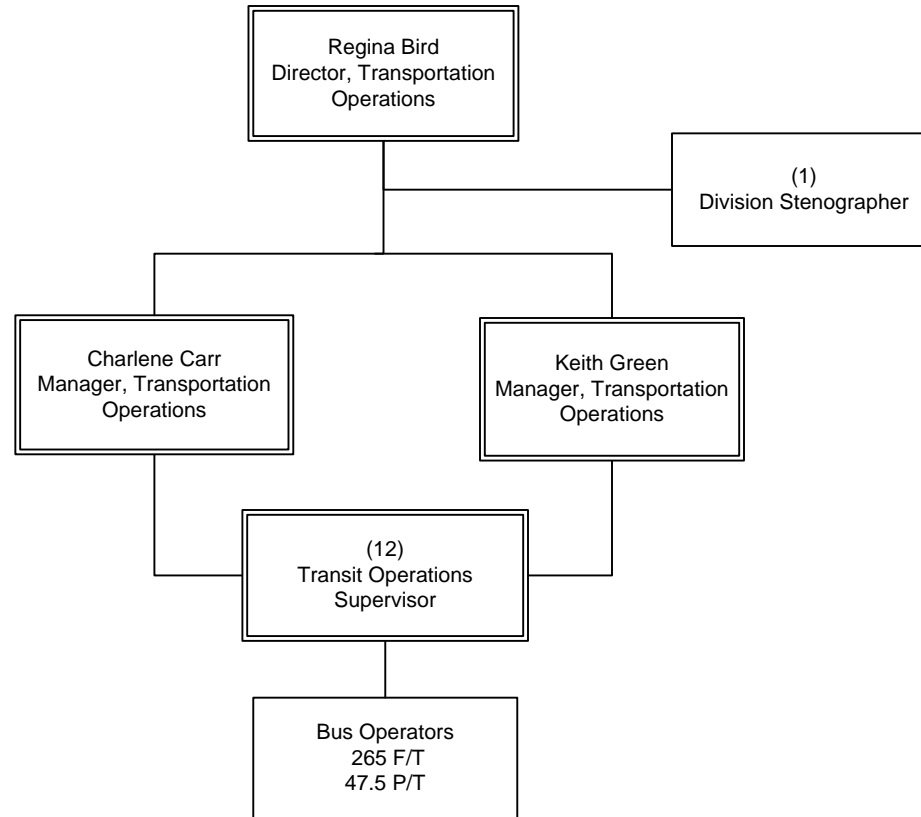 Regina Bird
Director, Transportation
Operations
(1)
Division Stenographer
Charlene Carr
Manager, Transportation
Operations
Keith Green
Manager, Transportation
Operations
(12)
Transit Operations
Supervisor
Bus Operators
265 F/T
47.5 P/T